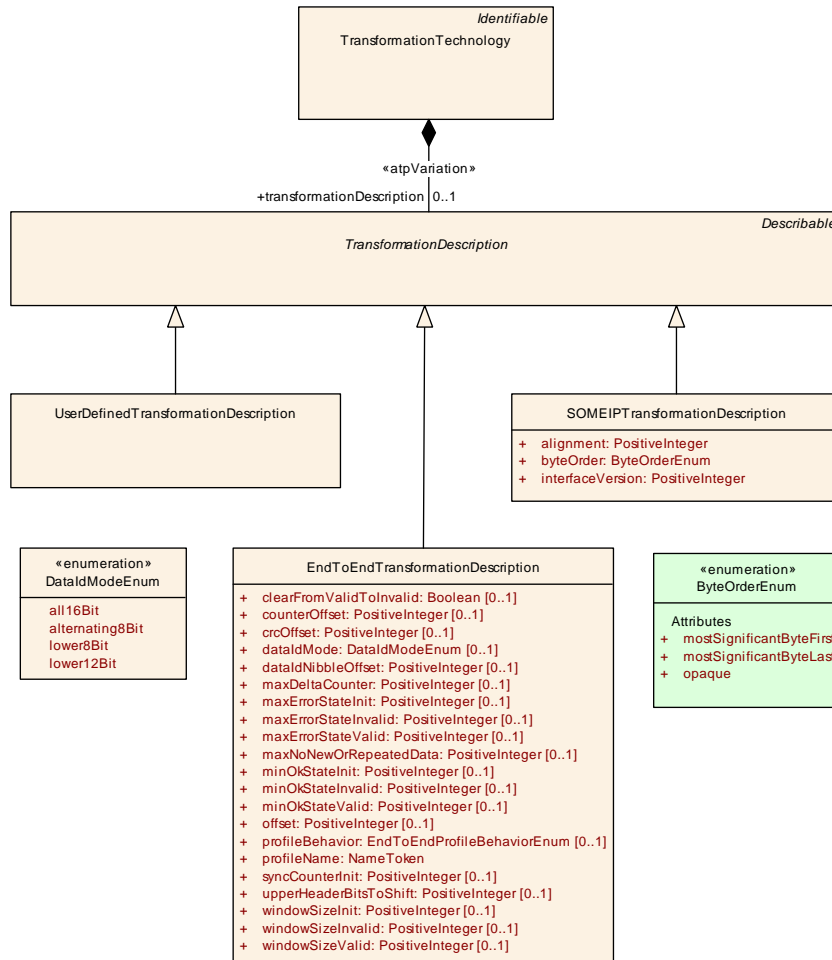 Identifiable
TransformationTechnology
«atpVariation»
+transformationDescription 0..1
Describable
TransformationDescription
UserDefinedTransformationDescription
SOMEIPTransformationDescription
+ alignment: PositiveInteger
+ byteOrder: ByteOrderEnum
+ interfaceVersion: PositiveInteger
«enumeration»
DataIdModeEnum
all16Bit
alternating8Bit
lower8Bit
lower12Bit
EndToEndTransformationDescription
+ clearFromValidToInvalid: Boolean [0..1]
+ counterOffset: PositiveInteger [0..1]
+ crcOffset: PositiveInteger [0..1]
+ dataIdMode: DataIdModeEnum [0..1]
+ dataIdNibbleOffset: PositiveInteger [0..1]
+ maxDeltaCounter: PositiveInteger [0..1]
+ maxErrorStateInit: PositiveInteger [0..1]
+ maxErrorStateInvalid: PositiveInteger [0..1]
+ maxErrorStateValid: PositiveInteger [0..1]
+ maxNoNewOrRepeatedData: PositiveInteger [0..1]
+ minOkStateInit: PositiveInteger [0..1]
+ minOkStateInvalid: PositiveInteger [0..1]
+ minOkStateValid: PositiveInteger [0..1]
+ offset: PositiveInteger [0..1]
+ profileBehavior: EndToEndProfileBehaviorEnum [0..1]
+ profileName: NameToken
+ syncCounterInit: PositiveInteger [0..1]
+ upperHeaderBitsToShift: PositiveInteger [0..1]
+ windowSizeInit: PositiveInteger [0..1]
+ windowSizeInvalid: PositiveInteger [0..1]
+ windowSizeValid: PositiveInteger [0..1]
«enumeration»
ByteOrderEnum
Attributes
+ mostSignificantByteFirst
+ mostSignificantByteLast
+ opaque